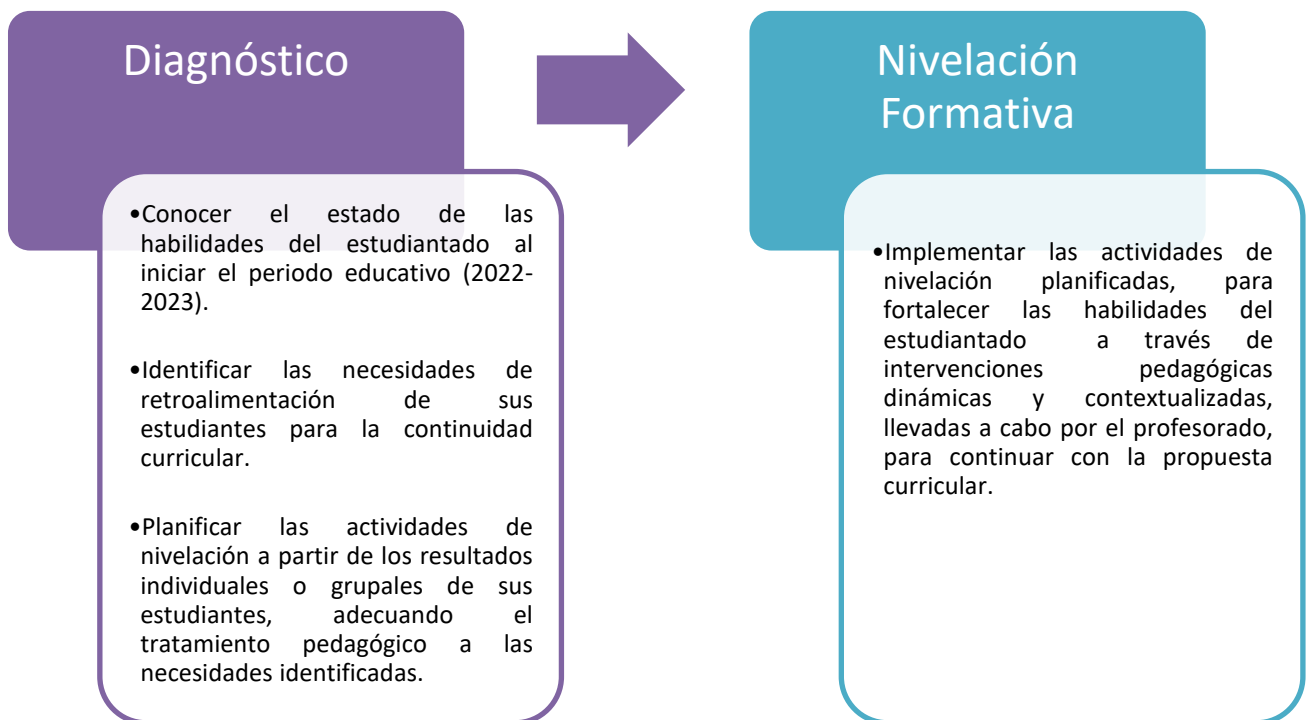 Diagnóstico
•Conocer el estado de las
habilidades del estudiantado al
iniciar el periodo educativo (2022-
2023).
•Identificar las necesidades de
retroalimentación de sus
estudiantes para la continuidad
curricular.
•Planificar las actividades de
nivelación a partir de los resultados
individuales o grupales de sus
estudiantes, adecuando el
tratamiento pedagógico a las
necesidades identificadas.
Nivelación
Formativa
•Implementar las actividades de
nivelación planificadas, para
fortalecer las habilidades del
estudiantado a través de
intervenciones pedagógicas
dinámicas y contextualizadas,
llevadas a cabo por el profesorado,
para continuar con la propuesta
curricular.